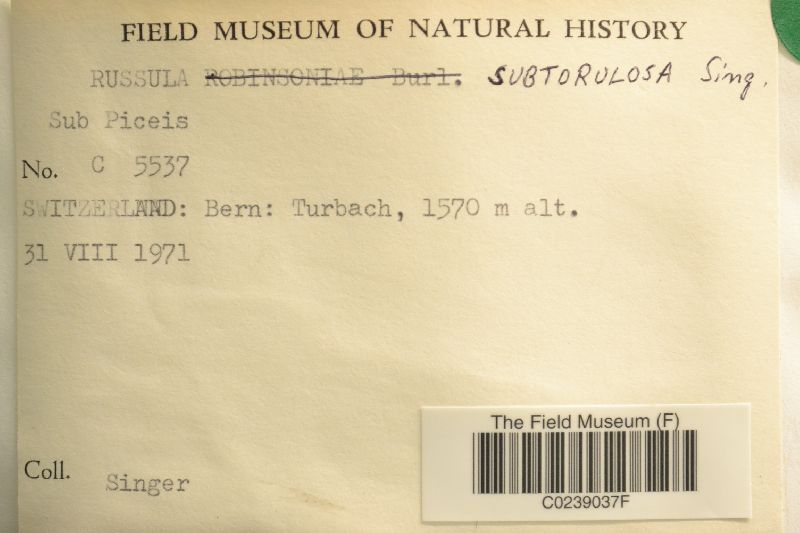 FIELD MUSEUM OF NATURAL HISTORY
RUSSULA ROBINSONIAE Burl. SUBTORULOSA Sing.
Sub Piceis
No. C 5537
SWITZERLAND: Bern: Turbach, 1570 m alt.
31 VIII 1971
Coll. Singer
The Field Museum (F)
C0239037F